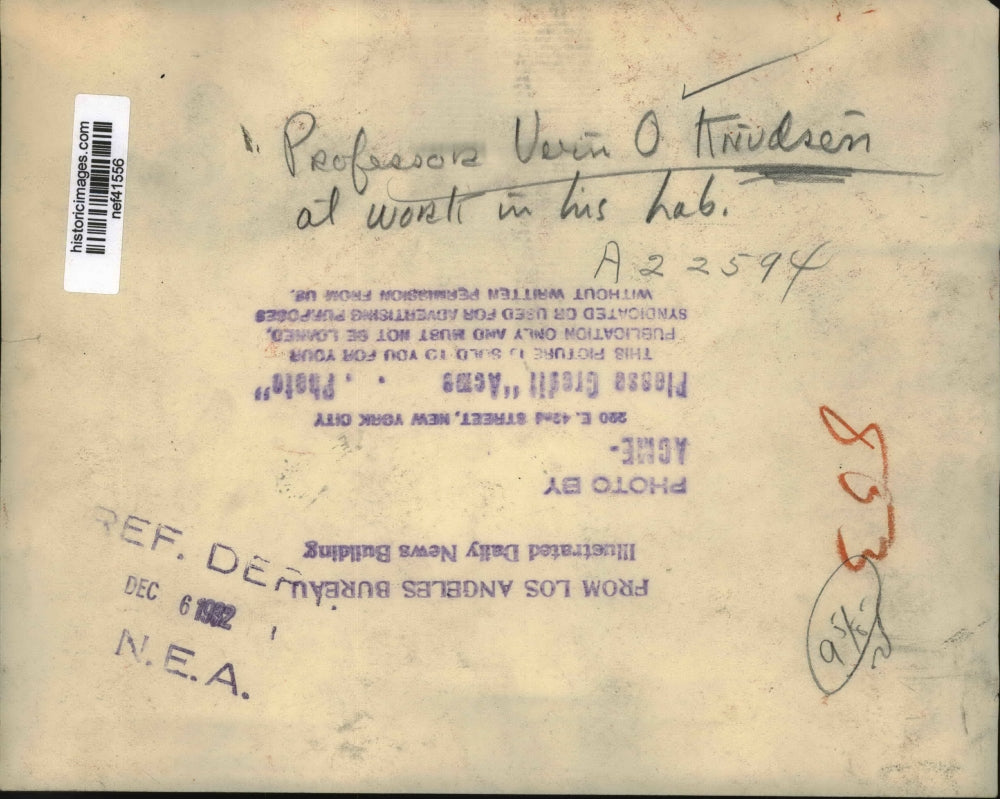 historicimages.com
nef41556
Professor Vern O Knudsen
at work in his Lab.
A 22594
FROM LOS ANGELES BUREAU
Illustrated Daily News Building
PHOTO BY
ACME-
220 E. 42nd STREET, NEW YORK CITY
Please Credit "Acme . . Photo"
THIS PICTURE IS SOLD TO YOU FOR YOUR
PUBLICATION ONLY AND MUST NOT BE LOANED,
SYNDICATED OR USED FOR ADVERTISING PURPOSES
WITHOUT WRITTEN PERMISSION FROM US.
REF. DEPT.
DEC 6 1932
N.E.A.